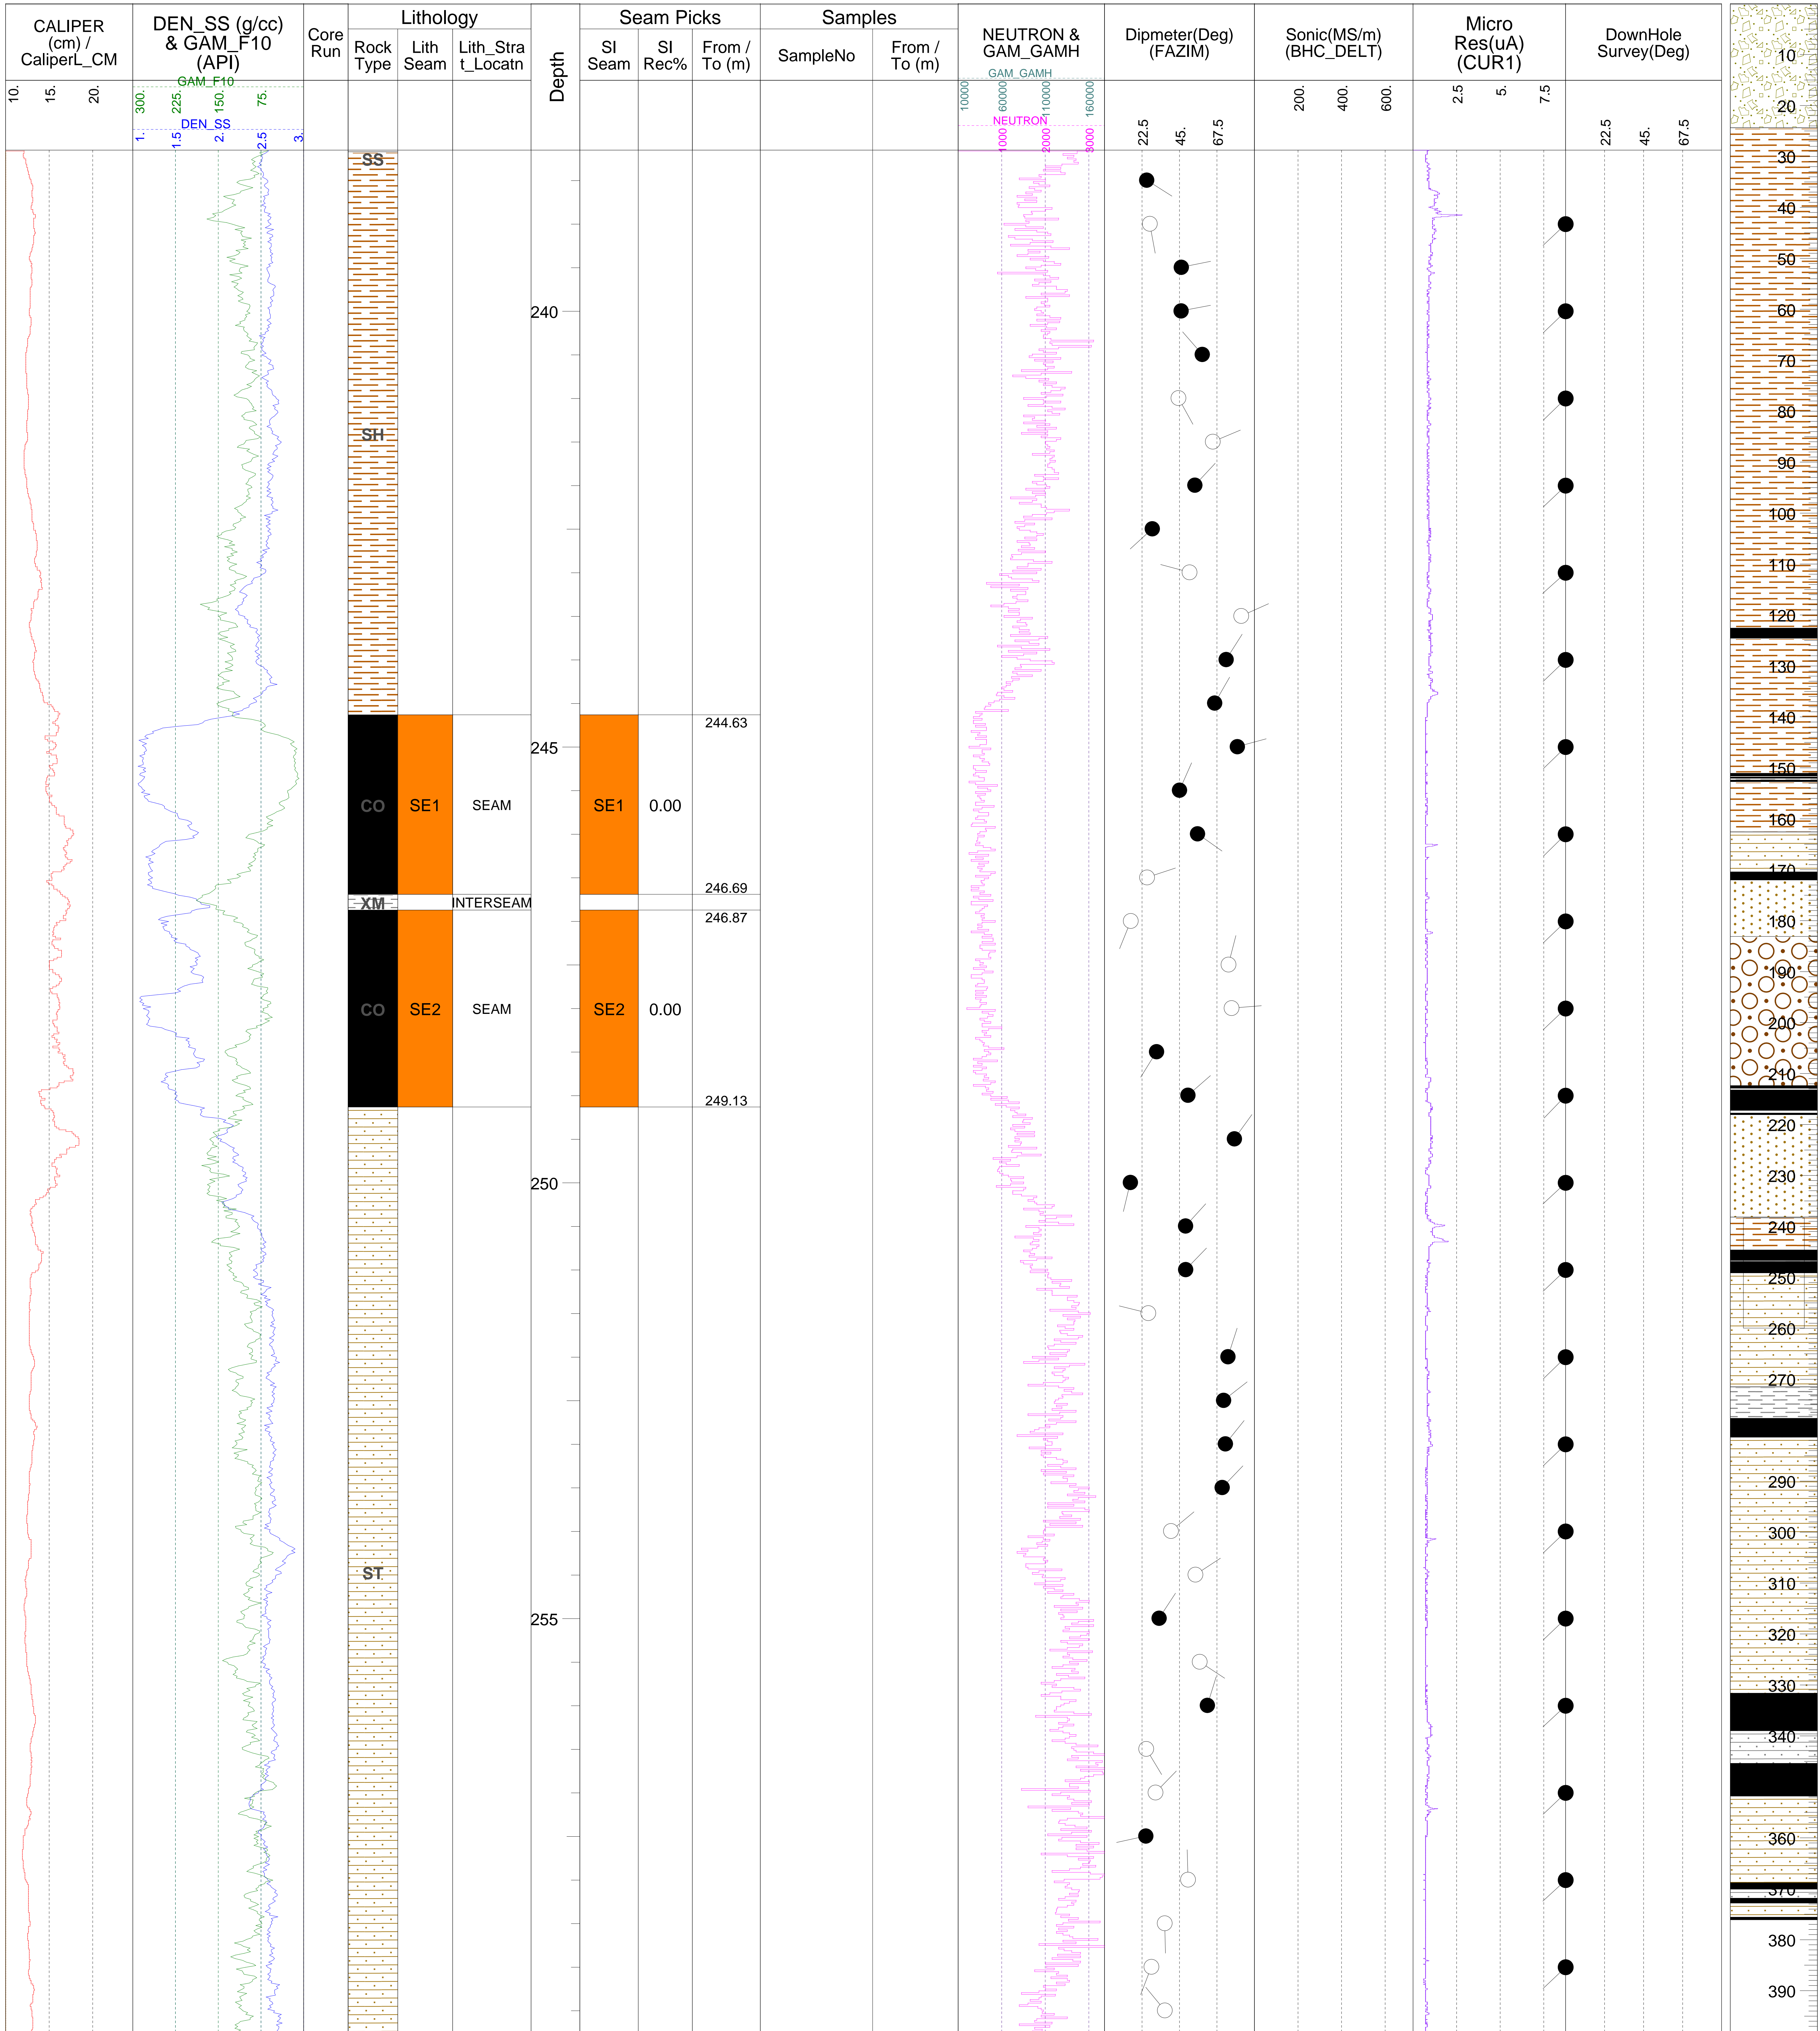 CALIPER
(cm) /
CaliperL_CM
10. 15. 20.
DEN_SS (g/cc)
& GAM_F10
(API)
GAM_F10
300. 225. 150. 75.
DEN_SS
1. 1.5 2. 2.5 3.
Core
Run
Lithology
Rock
Type
Lith
Seam
Lith_Stra
t_Locatn
Depth
Seam Picks
SI
Seam
SI
Rec%
From /
To (m)
Samples
SampleNo
From /
To (m)
NEUTRON &
GAM_GAMH
GAM_GAMH
10000 60000 110000 160000
NEUTRON
1000 2000 3000
Dipmeter(Deg)
(FAZIM)
22.5 45. 67.5
Sonic(MS/m)
(BHC_DELT)
200. 400. 600.
Micro
Res(uA)
(CUR1)
2.5 5. 7.5
DownHole
Survey(Deg)
22.5 45. 67.5
SS
240
SH
244.63
245
CO SE1 SEAM SE1 0.00
246.69
XM INTERSEAM
246.87
CO SE2 SEAM SE2 0.00
249.13
250
ST
255
10
20
30
40
50
60
70
80
90
100
110
120
130
140
150
160
170
180
190
200
210
220
230
240
250
260
270
290
300
310
320
330
340
360
370
380
390